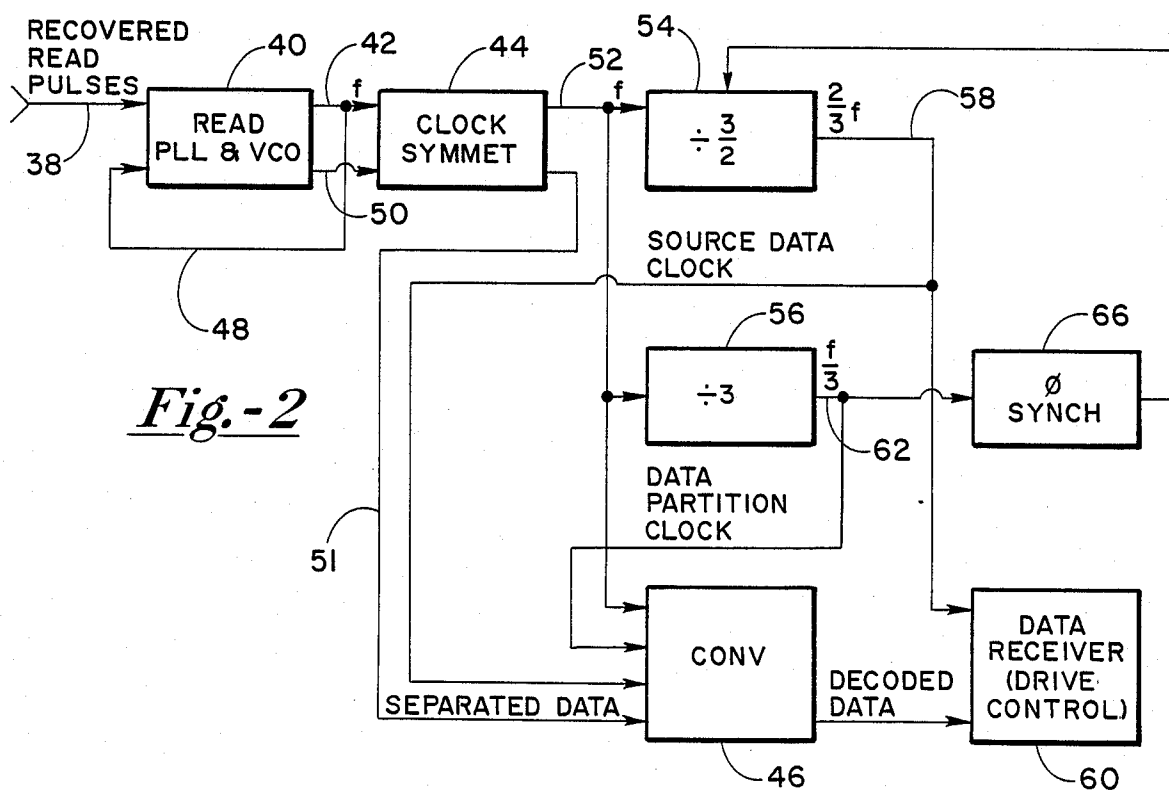 RECOVERED
READ
PULSES
40
42
44
52
54
f
f
2/3 f
58
READ
PLL & VCO
CLOCK
SYMMET
÷ 3/2
38
50
SOURCE DATA
CLOCK
48
56
66
f/3
Fig.-2
÷3
Ø
SYNCH
62
DATA
PARTITION
CLOCK
51
CONV
DATA
RECEIVER
(DRIVE
CONTROL)
SEPARATED DATA
DECODED
DATA
46
60